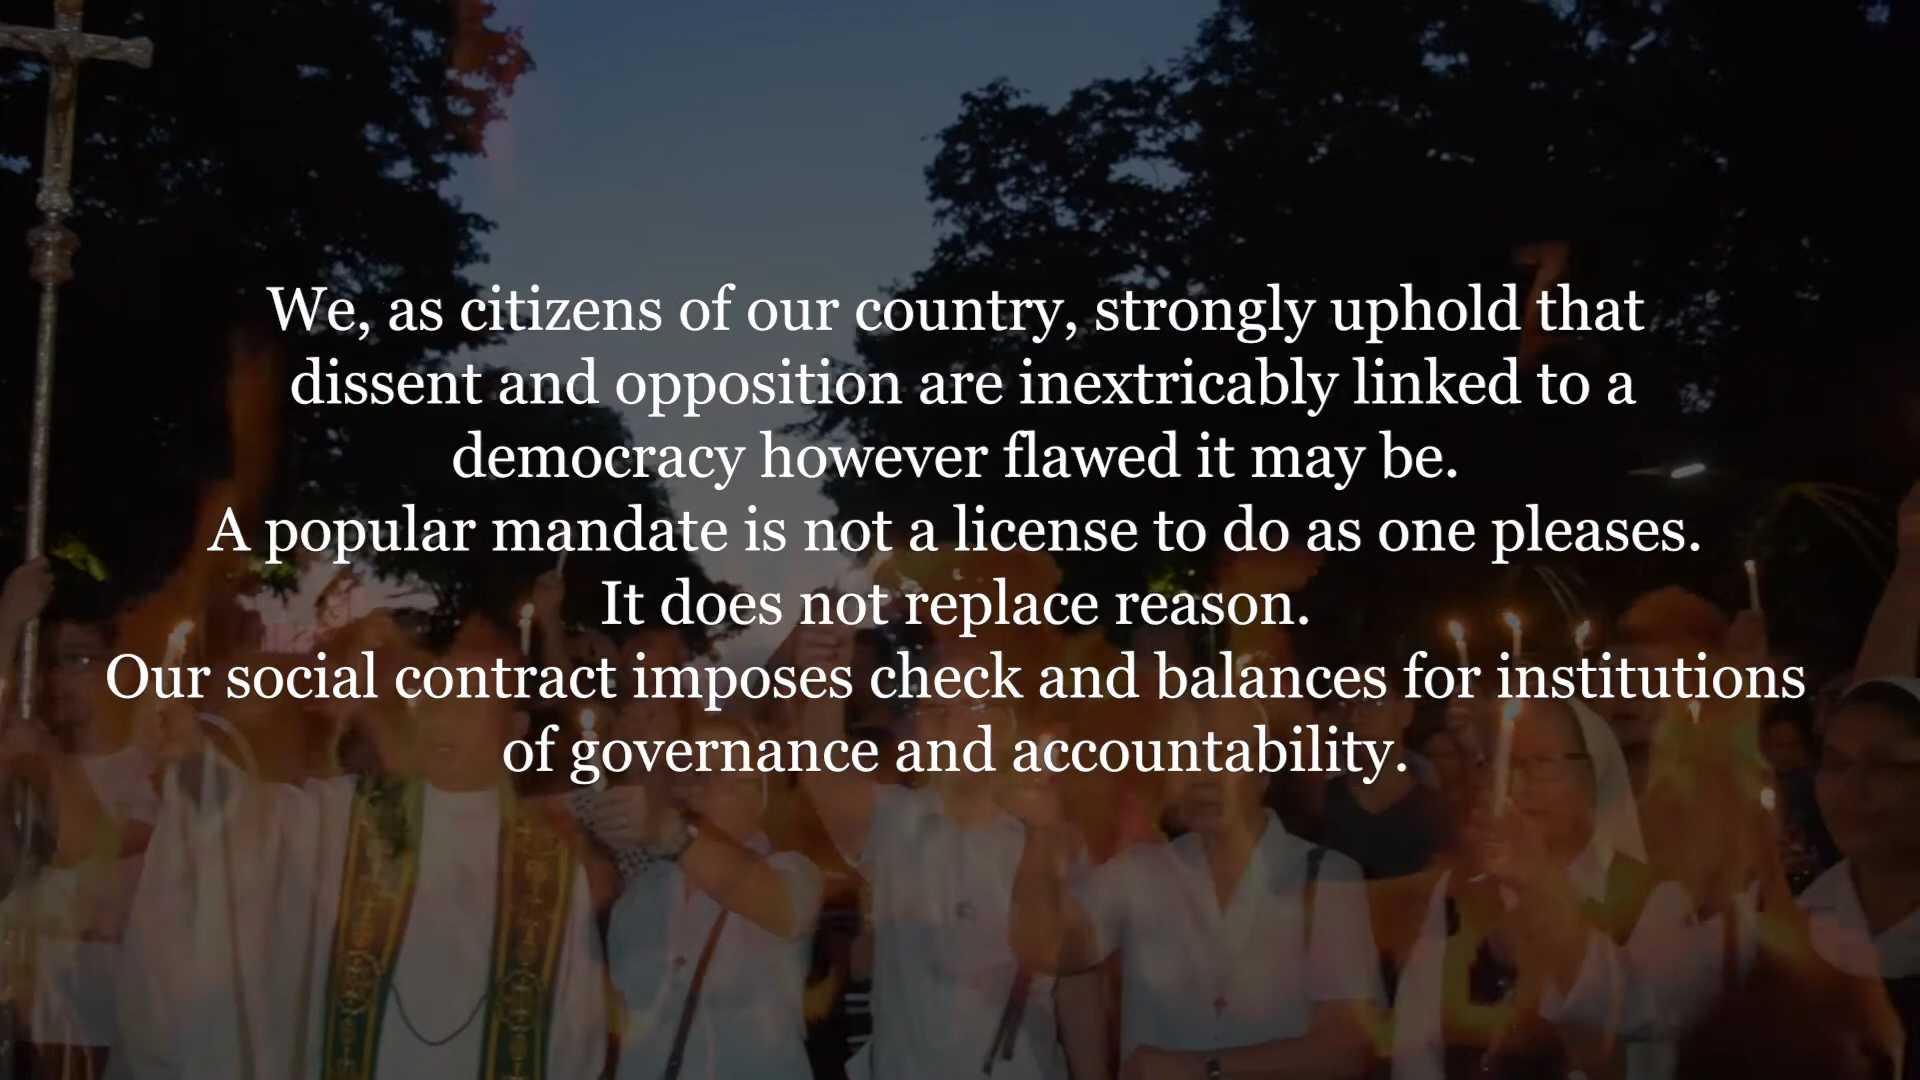 We, as citizens of our country, strongly uphold that
dissent and opposition are inextricably linked to a
democracy however flawed it may be.
A popular mandate is not a license to do as one pleases.
It does not replace reason.
Our social contract imposes check and balances for institutions
of governance and accountability.